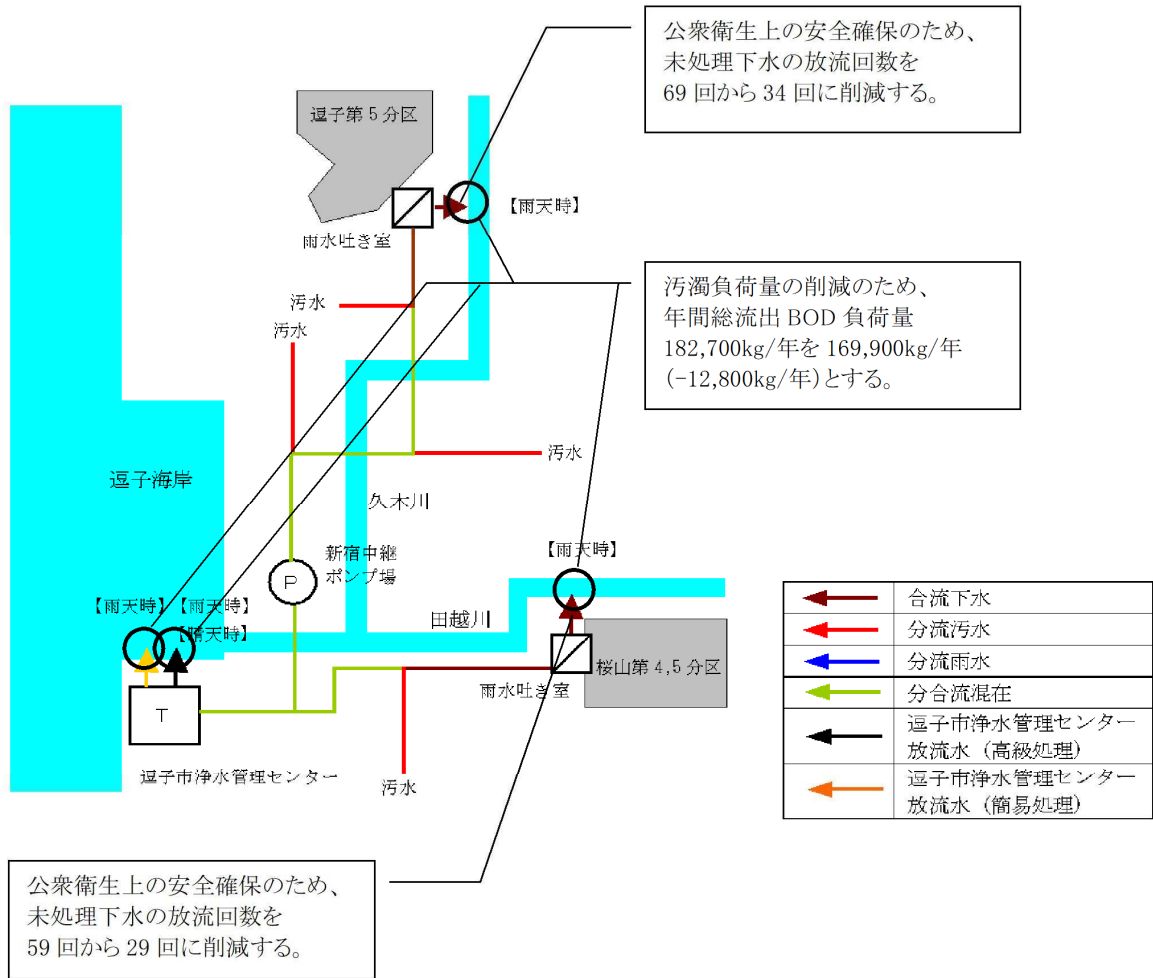 公衆衛生上の安全確保のため、
未処理下水の放流回数を
69 回から 34 回に削減する。
逗子第５分区
【雨天時】
雨水吐き室
汚濁負荷量の削減のため、
年間総流出 BOD 負荷量
182,700kg/年を 169,900kg/年
(-12,800kg/年)とする。
汚水
汚水
汚水
逗子海岸
久木川
新宿中継
ポンプ場
P
【雨天時】
【雨天時】
【雨天時】
【晴天時】
田越川
雨水吐き室
桜山第 4,5 分区
T
逗子市浄水管理センター
汚水
合流下水
分流汚水
分流雨水
分合流混在
逗子市浄水管理センター
放流水（高級処理）
逗子市浄水管理センター
放流水（簡易処理）
公衆衛生上の安全確保のため、
未処理下水の放流回数を
59 回から 29 回に削減する。